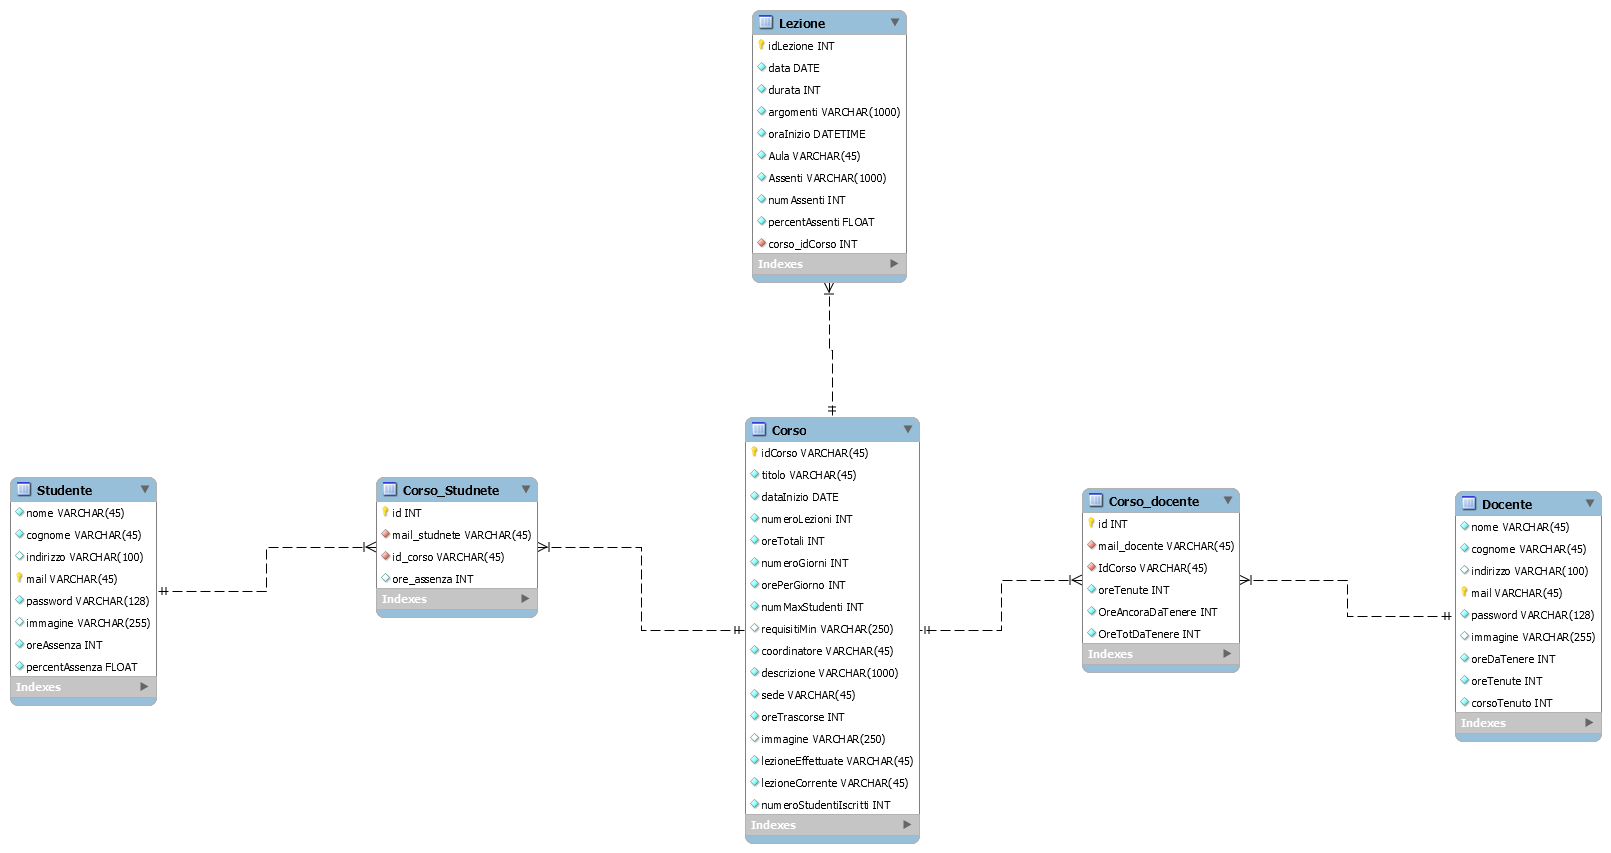 Lezione
idLezione INT
data DATE
durata INT
argomenti VARCHAR(1000)
oraInizio DATETIME
Aula VARCHAR(45)
Assenti VARCHAR(1000)
numAssenti INT
percentAssenti FLOAT
corso_idCorso INT
Indexes
Studente
nome VARCHAR(45)
cognome VARCHAR(45)
indirizzo VARCHAR(100)
mail VARCHAR(45)
password VARCHAR(128)
immagine VARCHAR(255)
oreAssenza INT
percentAssenza FLOAT
Indexes
Corso_Studnete
id INT
mail_studnete VARCHAR(45)
id_corso VARCHAR(45)
ore_assenza INT
Indexes
Corso
idCorso VARCHAR(45)
titolo VARCHAR(45)
dataInizio DATE
numeroLezioni INT
oreTotali INT
numeroGiorni INT
orePerGiorno INT
numMaxStudenti INT
requisitiMin VARCHAR(250)
coordinatore VARCHAR(45)
descrizione VARCHAR(1000)
sede VARCHAR(45)
oreTrascorse INT
immagine VARCHAR(250)
lezioneEffettuate VARCHAR(45)
lezioneCorrente VARCHAR(45)
numeroStudentiIscritti INT
Indexes
Corso_docente
id INT
mail_docente VARCHAR(45)
IdCorso VARCHAR(45)
oreTenute INT
OreAncoraDaTenere INT
OreTotDaTenere INT
Indexes
Docente
nome VARCHAR(45)
cognome VARCHAR(45)
indirizzo VARCHAR(100)
mail VARCHAR(45)
password VARCHAR(128)
immagine VARCHAR(255)
oreDaTenere INT
oreTenute INT
corsoTenuto INT
Indexes